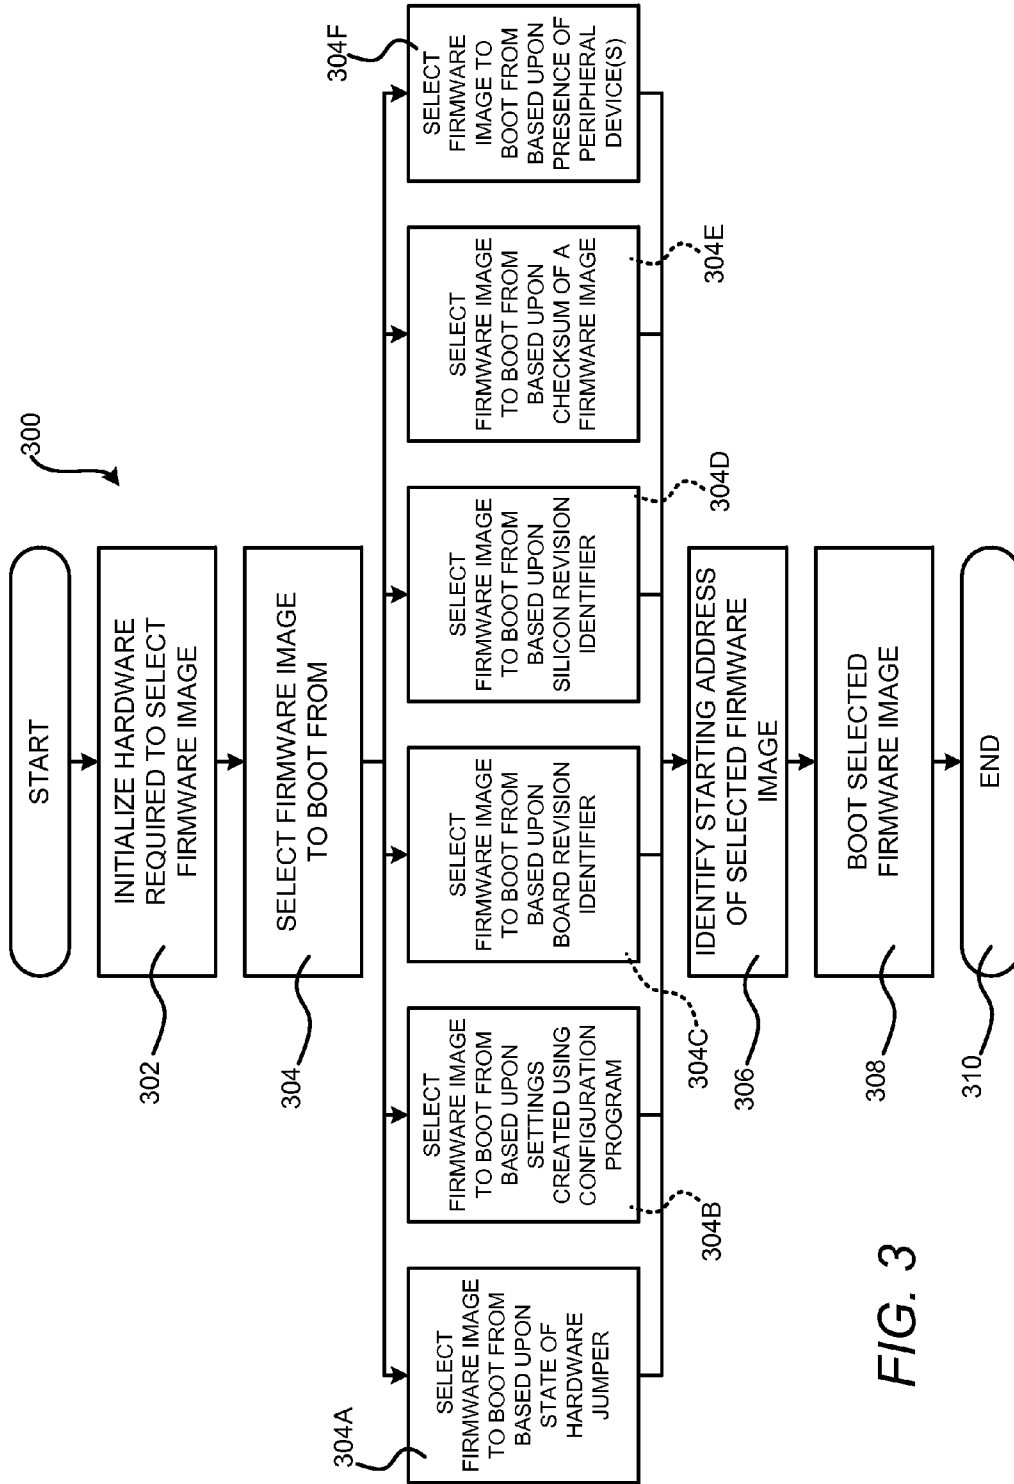 300
START
INITIALIZE HARDWARE
REQUIRED TO SELECT
FIRMWARE IMAGE
302
SELECT FIRMWARE IMAGE
TO BOOT FROM
304
304A
SELECT
FIRMWARE IMAGE
TO BOOT FROM
BASED UPON
STATE OF
HARDWARE
JUMPER
SELECT
FIRMWARE IMAGE
TO BOOT FROM
BASED UPON
SETTINGS
CREATED USING
CONFIGURATION
PROGRAM
304B
SELECT
FIRMWARE IMAGE
TO BOOT FROM
BASED UPON
BOARD REVISION
IDENTIFIER
304C
SELECT
FIRMWARE IMAGE
TO BOOT FROM
BASED UPON
SILICON REVISION
IDENTIFIER
304D
SELECT
FIRMWARE IMAGE
TO BOOT FROM
BASED UPON
CHECKSUM OF A
FIRMWARE IMAGE
304E
304F
SELECT
FIRMWARE
IMAGE TO
BOOT FROM
BASED UPON
PRESENCE OF
PERIPHERAL
DEVICE(S)
IDENTIFY STARTING ADDRESS
OF SELECTED FIRMWARE
IMAGE
306
BOOT SELECTED
FIRMWARE IMAGE
308
END
310
FIG. 3